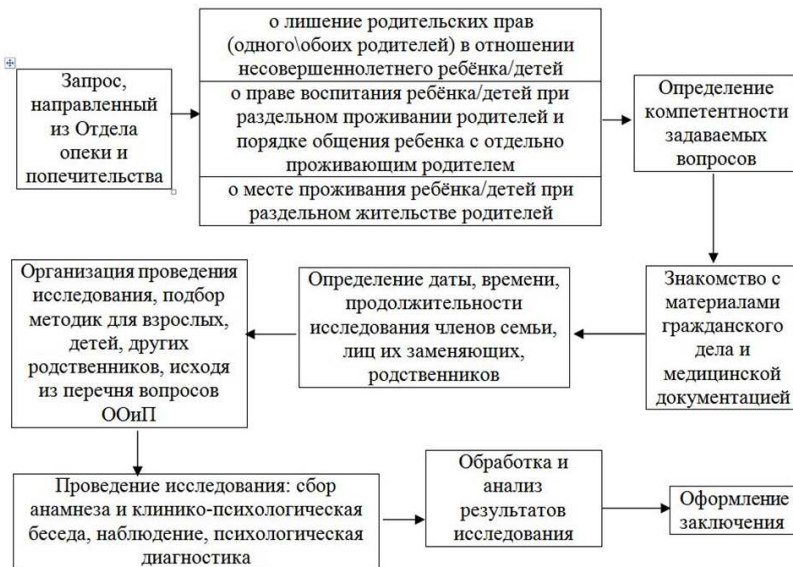 Запрос,
направленный
из Отдела
опеки и
попечительства
о лишение родительских прав
(одного\обоих родителей) в отношении
несовершеннолетнего ребёнка/детей
о праве воспитания ребёнка/детей при
раздельном проживании родителей и
порядке общения ребенка с отдельно
проживающим родителем
о месте проживания ребёнка/детей при
раздельном жительстве родителей
Определение
компетентности
задаваемых
вопросов
Знакомство с
материалами
гражданского
дела и
медицинской
документацией
Определение даты, времени,
продолжительности
исследования членов семьи,
лиц их заменяющих,
родственников
Организация проведения
исследования, подбор
методик для взрослых,
детей, других
родственников, исходя
из перечня вопросов
ООиП
Проведение исследования: сбор
анамнеза и клинико-психологическая
беседа, наблюдение, психологическая
диагностика
Обработка и
анализ
результатов
исследования
Оформление
заключения